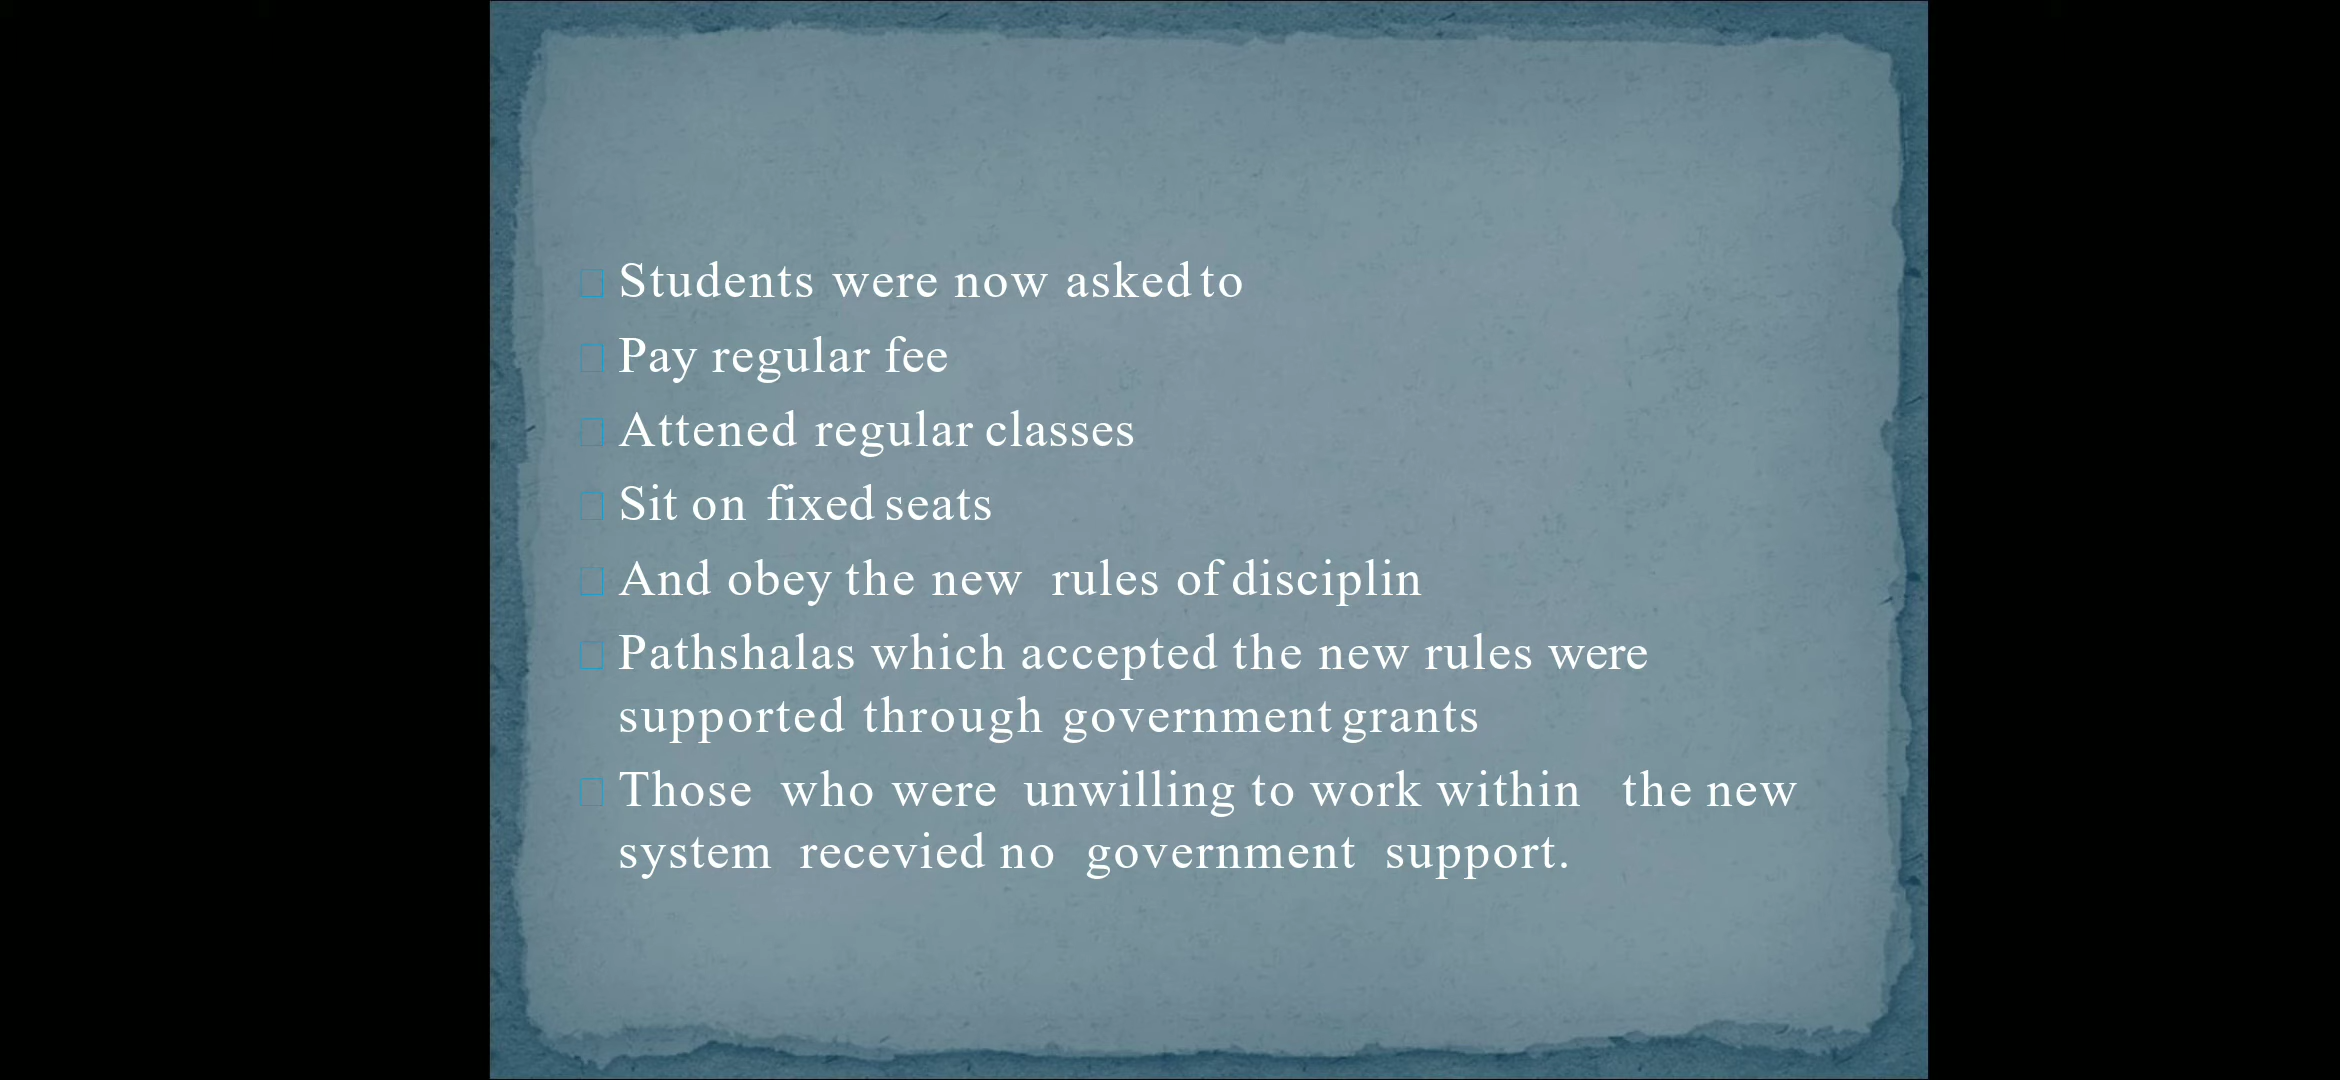 Students were now asked to
Pay regular fee
Attened regular classes
Sit on fixed seats
And obey the new rules of disciplin
Pathshalas which accepted the new rules were
supported through government grants
Those who were unwilling to work within the new
system recevied no government support.